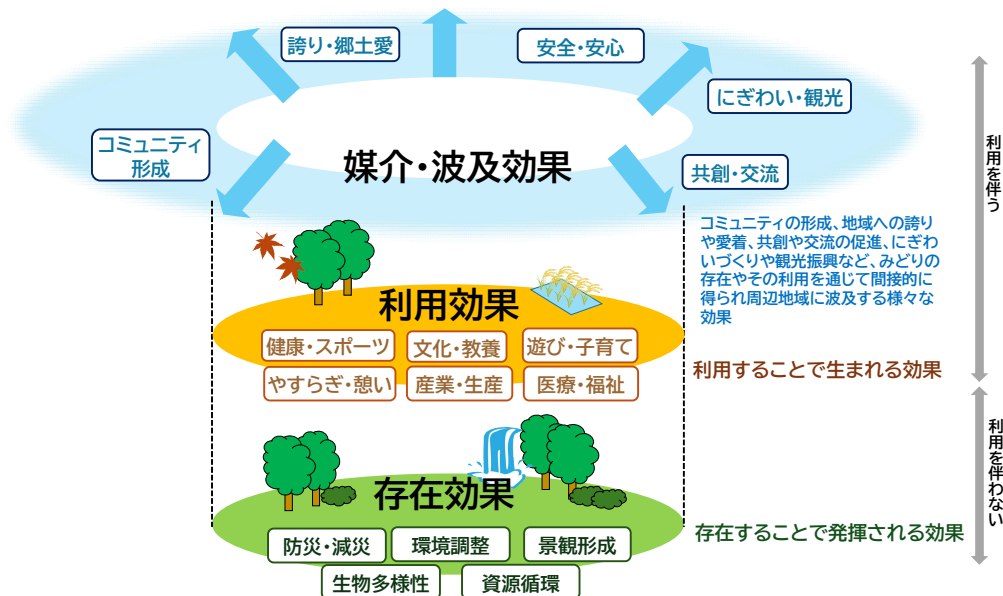 誇り・郷土愛
安全・安心
にぎわい・観光
コミュニティ
形成
媒介・波及効果
共創・交流
利用を伴う
コミュニティの形成、地域への誇り
や愛着、共創や交流の促進、にぎわ
いづくりや観光振興など、みどりの
存在やその利用を通じて間接的に
得られ周辺地域に波及する様々な
効果
利用効果
健康・スポーツ
文化・教養
遊び・子育て
やすらぎ・憩い
産業・生産
医療・福祉
利用することで生まれる効果
利用を伴わない
存在効果
防災・減災
環境調整
景観形成
生物多様性
資源循環
存在することで発揮される効果